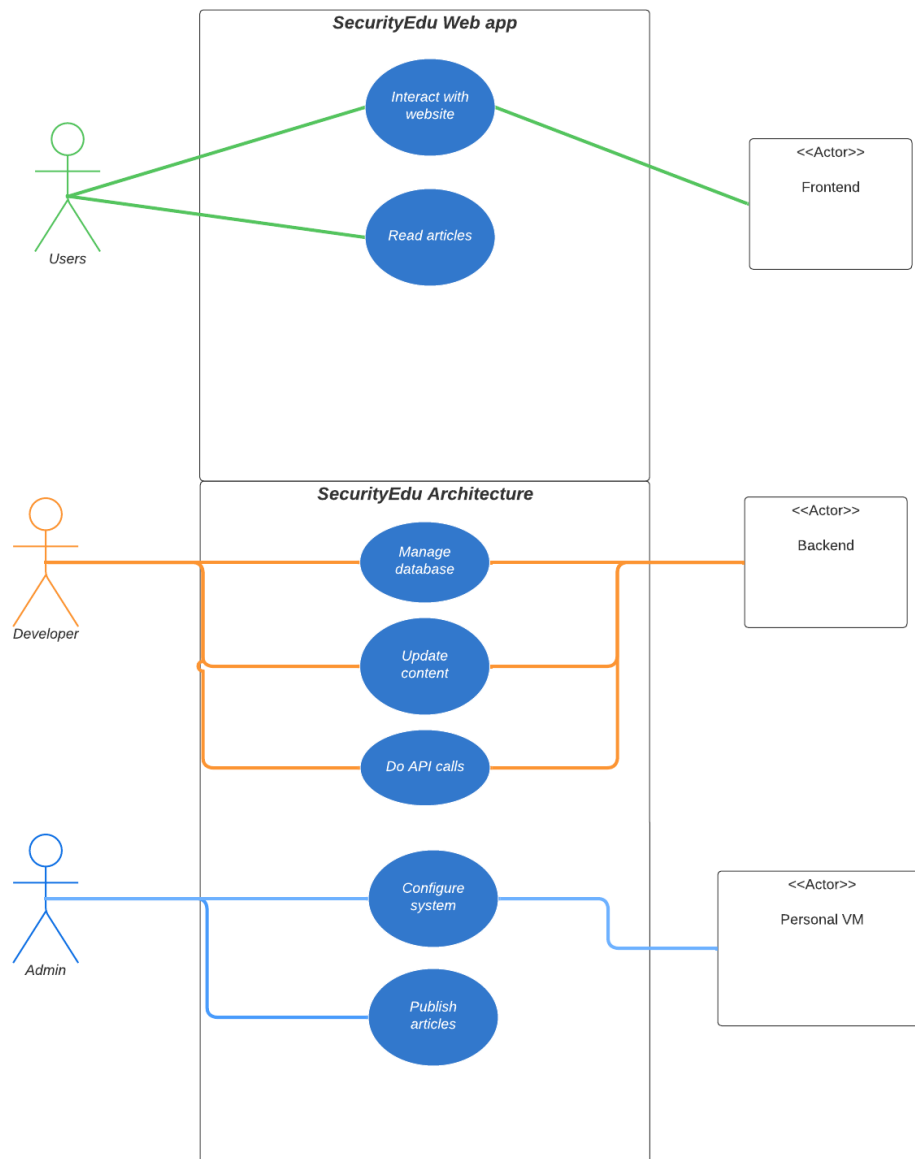 SecurityEdu Web app
Interact with
website
<<Actor>>
Frontend
Read articles
Users
SecurityEdu Architecture
<<Actor>>
Backend
Manage
database
Developer
Update
content
Do API calls
<<Actor>>
Personal VM
Configure
system
Admin
Publish
articles